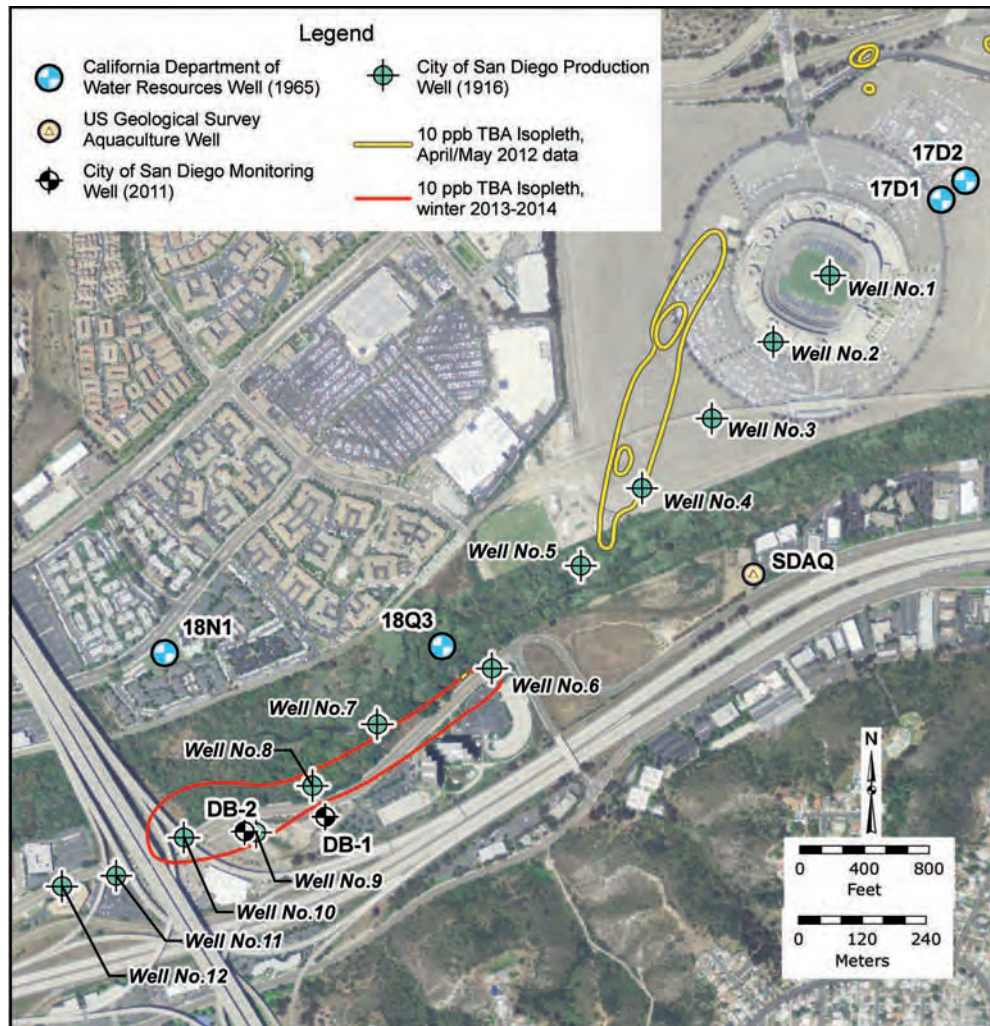 Legend
California Department of
Water Resources Well (1965)
US Geological Survey
Aquaculture Well
City of San Diego Monitoring
Well (2011)
City of San Diego Production
Well (1916)
10 ppb TBA Isopleth,
April/May 2012 data
10 ppb TBA Isopleth,
winter 2013-2014
17D2
17D1
Well No.1
Well No.2
Well No.3
Well No.4
Well No.5
SDAQ
18N1
18Q3
Well No.6
Well No.7
Well No.8
DB-2
DB-1
Well No.9
Well No.10
Well No.11
Well No.12
N
0 400 800
Feet
0 120 240
Meters